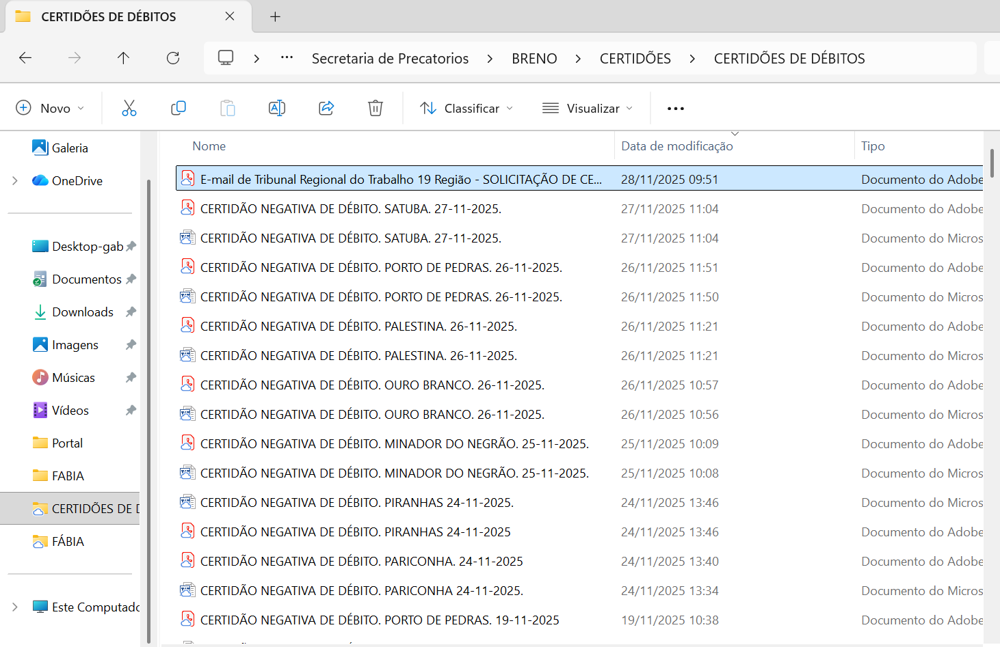 CERTIDÕES DE DÉBITOS
Secretaria de Precatorios > BRENO > CERTIDÕES > CERTIDÕES DE DÉBITOS
Novo Classificar Visualizar
Galeria
OneDrive
Desktop-gab
Documentos
Downloads
Imagens
Músicas
Vídeos
Portal
FABIA
CERTIDÕES DE D
FÁBIA
Este Computado
Nome Data de modificação Tipo
E-mail de Tribunal Regional do Trabalho 19 Região - SOLICITAÇÃO DE CE... 28/11/2025 09:51 Documento do Adobe
CERTIDÃO NEGATIVA DE DÉBITO. SATUBA. 27-11-2025. 27/11/2025 11:04 Documento do Adobe
CERTIDÃO NEGATIVA DE DÉBITO. SATUBA. 27-11-2025. 27/11/2025 11:04 Documento do Micros
CERTIDÃO NEGATIVA DE DÉBITO. PORTO DE PEDRAS. 26-11-2025. 26/11/2025 11:51 Documento do Adobe
CERTIDÃO NEGATIVA DE DÉBITO. PORTO DE PEDRAS. 26-11-2025. 26/11/2025 11:50 Documento do Micros
CERTIDÃO NEGATIVA DE DÉBITO. PALESTINA. 26-11-2025. 26/11/2025 11:21 Documento do Adobe
CERTIDÃO NEGATIVA DE DÉBITO. PALESTINA. 26-11-2025. 26/11/2025 11:21 Documento do Micros
CERTIDÃO NEGATIVA DE DÉBITO. OURO BRANCO. 26-11-2025. 26/11/2025 10:57 Documento do Adobe
CERTIDÃO NEGATIVA DE DÉBITO. OURO BRANCO. 26-11-2025. 26/11/2025 10:56 Documento do Micros
CERTIDÃO NEGATIVA DE DÉBITO. MINADOR DO NEGRÃO. 25-11-2025. 25/11/2025 10:09 Documento do Adobe
CERTIDÃO NEGATIVA DE DÉBITO. MINADOR DO NEGRÃO. 25-11-2025. 25/11/2025 10:08 Documento do Micros
CERTIDÃO NEGATIVA DE DÉBITO. PIRANHAS 24-11-2025. 24/11/2025 13:46 Documento do Micros
CERTIDÃO NEGATIVA DE DÉBITO. PIRANHAS 24-11-2025 24/11/2025 13:46 Documento do Adobe
CERTIDÃO NEGATIVA DE DÉBITO. PARICONHA. 24-11-2025 24/11/2025 13:40 Documento do Adobe
CERTIDÃO NEGATIVA DE DÉBITO. PARICONHA 24-11-2025. 24/11/2025 13:34 Documento do Micros
CERTIDÃO NEGATIVA DE DÉBITO. PORTO DE PEDRAS. 19-11-2025 19/11/2025 10:38 Documento do Adobe